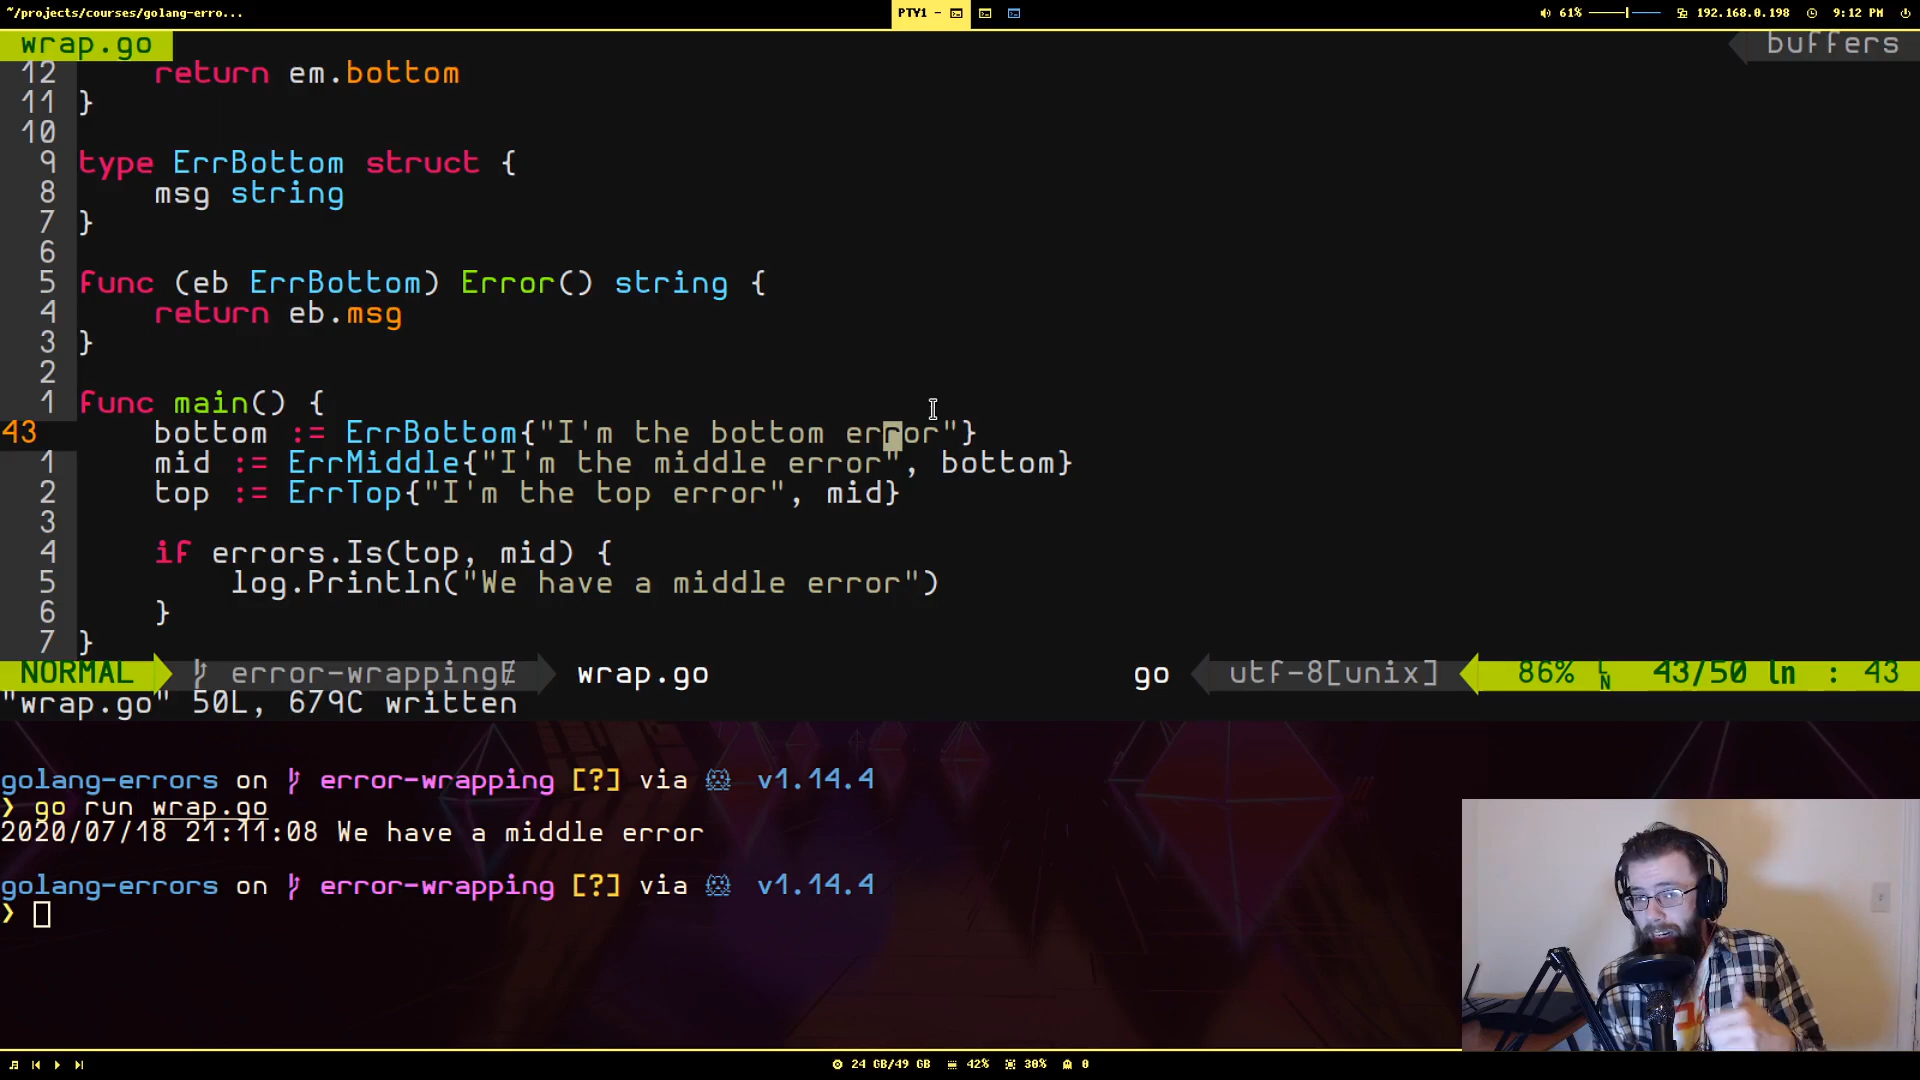 ~/projects/courses/golang-erro...
PTY1 -
61% 192.168.0.198 9:12 PM
wrap.go buffers
12 return em.bottom
11 }
10
9 type ErrBottom struct {
8 msg string
7 }
6
5 func (eb ErrBottom) Error() string {
4 return eb.msg
3 }
2
1 func main() {
43 bottom := ErrBottom{"I'm the bottom error"}
1 mid := ErrMiddle{"I'm the middle error", bottom}
2 top := ErrTop{"I'm the top error", mid}
3
4 if errors.Is(top, mid) {
5 log.Println("We have a middle error")
6 }
7 }
NORMAL error-wrapping wrap.go go utf-8[unix] 86% LN 43/50 ln : 43
"wrap.go" 50L, 679C written
golang-errors on error-wrapping [?] via v1.14.4
❯ go run wrap.go
2020/07/18 21:11:08 We have a middle error
golang-errors on error-wrapping [?] via v1.14.4
❯
24 GB/49 GB 42% 30% 0